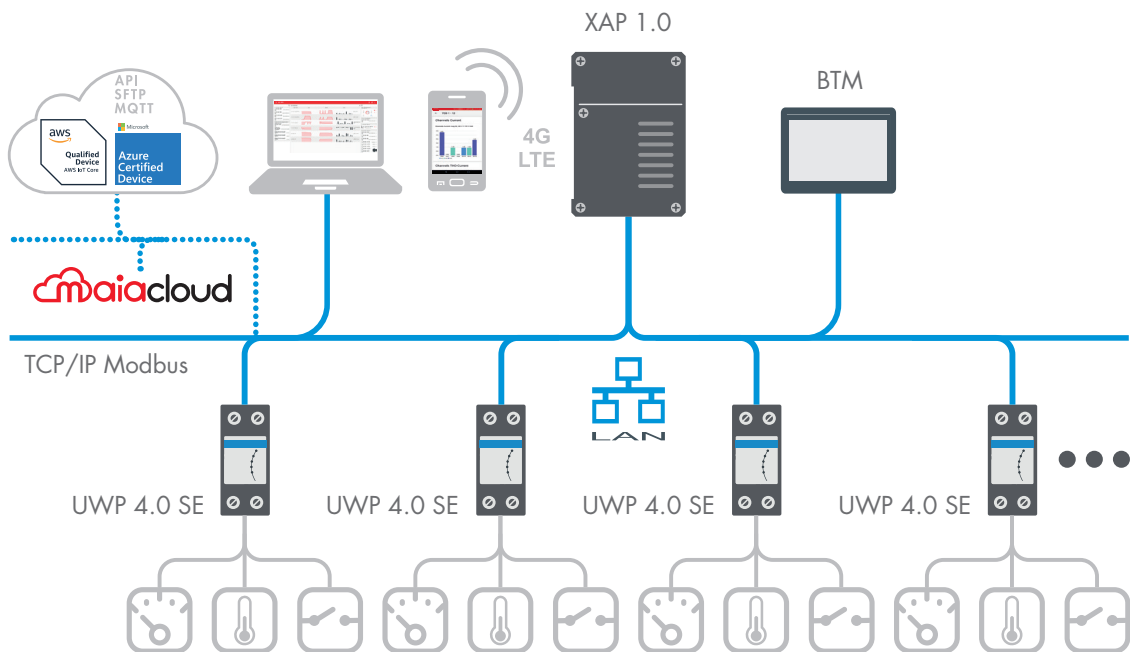 XAP 1.0
BTM
API
SFTP
MQTT
aws
Qualified
Device
AWS IoT Core
Microsoft
Azure
Certified
Device
4G
LTE
maiacloud
TCP/IP Modbus
LAN
UWP 4.0 SE
UWP 4.0 SE
UWP 4.0 SE
UWP 4.0 SE